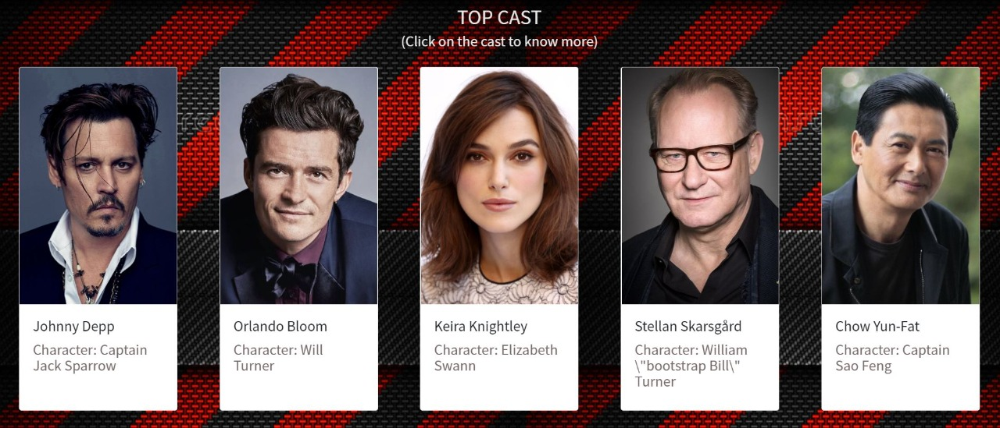 TOP CAST
(Click on the cast to know more)
Johnny Depp
Character: Captain
Jack Sparrow
Orlando Bloom
Character: Will
Turner
Keira Knightley
Character: Elizabeth
Swann
Stellan Skarsgård
Character: William
\"bootstrap Bill\"
Turner
Chow Yun-Fat
Character: Captain
Sao Feng